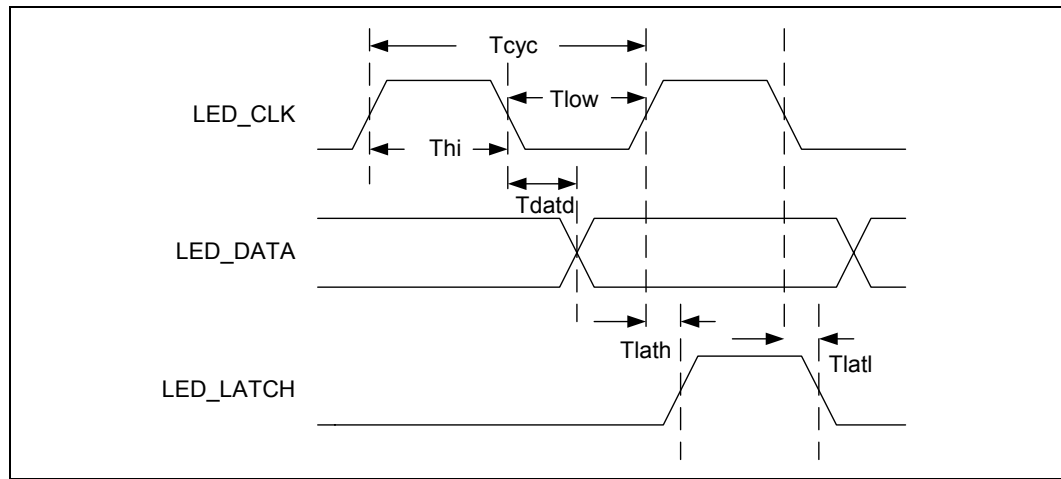 Tcyc
LED_CLK
Tlow
Thi
Tdatd
LED_DATA
Tlath
Tlatl
LED_LATCH